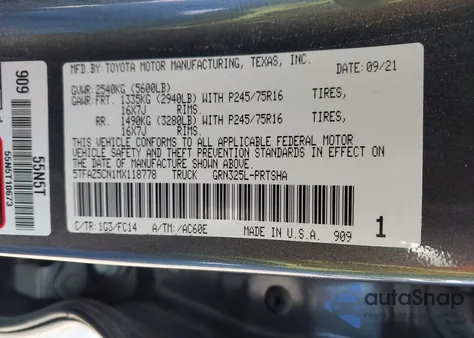 MFD.BY: TOYOTA MOTOR MANUFACTURING, TEXAS, INC. DATE: 09/21
GVWR: 2540KG (5600LB)
GAWR: FRT. 1335KG (2940LB) WITH P245/75R16 TIRES,
16X7J RIMS.
RR. 1490KG (3280LB) WITH P245/75R16 TIRES,
16X7J RIMS.
THIS VEHICLE CONFORMS TO ALL APPLICABLE FEDERAL MOTOR
VEHICLE SAFETY AND THEFT PREVENTION STANDARDS IN EFFECT
ON THE DATE OF MANUFACTURE SHOWN ABOVE.
5TFAZ5CN1MX118778 TRUCK GRN325L-PRTSHA
C/TR: 1G3/FC14 A/TM: /AC60E MADE IN U.S.A. 909 1
909
55N5T
55N5T10673
autoSnap